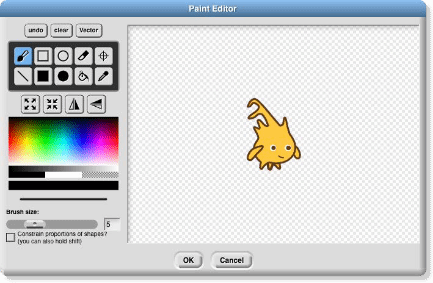 Paint Editor
undo clear Vector
Brush size:
5
Constrain proportions of shapes?
(you can also hold shift)
OK Cancel